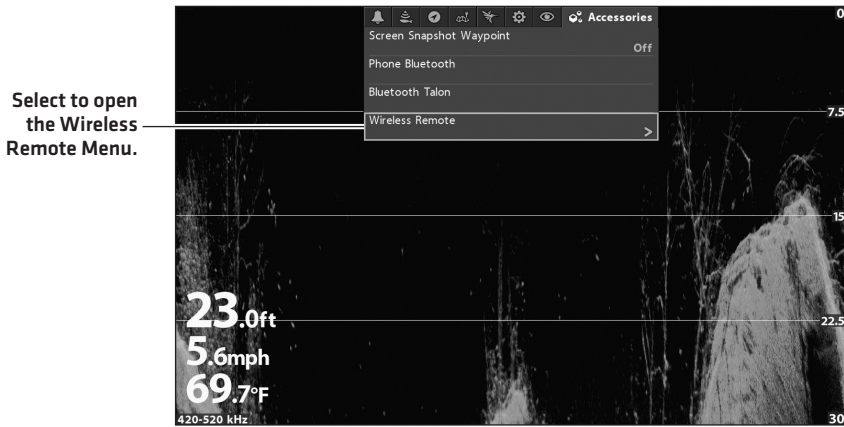 Accessories
Screen Snapshot Waypoint
Off
Phone Bluetooth
Bluetooth Talon
Wireless Remote
>
Select to open
the Wireless
Remote Menu.
0
7.5
15
22.5
30
23.0ft
5.6mph
69.7°F
420-520 kHz